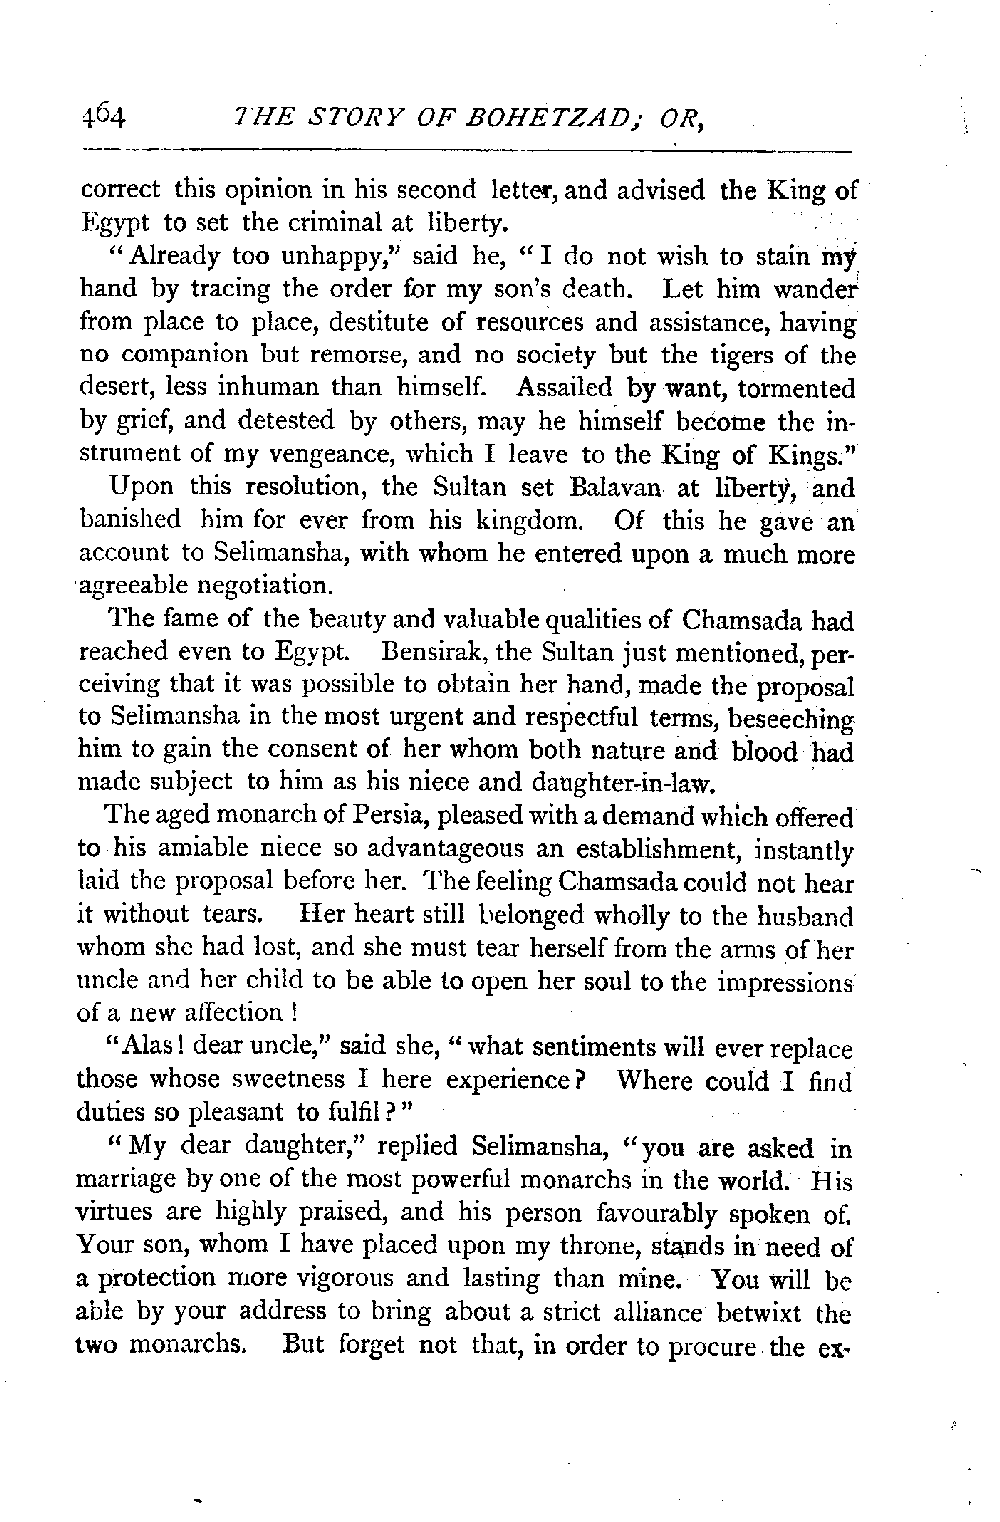 464 THE STORY OF BOHETZAD; OR,
correct this opinion in his second letter, and advised the King of
Egypt to set the criminal at liberty.
“Already too unhappy,” said he, “I do not wish to stain my
hand by tracing the order for my son's death. Let him wander
from place to place, destitute of resources and assistance, having
no companion but remorse, and no society but the tigers of the
desert, less inhuman than himself. Assailed by want, tormented
by grief, and detested by others, may he himself become the in-
strument of my vengeance, which I leave to the King of Kings.”
Upon this resolution, the Sultan set Balavan at liberty, and
banished him for ever from his kingdom. Of this he gave an
account to Selimansha, with whom he entered upon a much more
agreeable negotiation.
The fame of the beauty and valuable qualities of Chamsada had
reached even to Egypt. Bensirak, the Sultan just mentioned, per-
ceiving that it was possible to obtain her hand, made the proposal
to Selimansha in the most urgent and respectful terms, beseeching
him to gain the consent of her whom both nature and blood had
made subject to him as his niece and daughter-in-law.
The aged monarch of Persia, pleased with a demand which offered
to his amiable niece so advantageous an establishment, instantly
laid the proposal before her. The feeling Chamsada could not hear
it without tears. Her heart still belonged wholly to the husband
whom she had lost, and she must tear herself from the arms of her
uncle and her child to be able to open her soul to the impressions
of a new affection !
“Alas! dear uncle,” said she, “what sentiments will ever replace
those whose sweetness I here experience? Where could I find
duties so pleasant to fulfil?”
“My dear daughter,” replied Selimansha, “you are asked in
marriage by one of the most powerful monarchs in the world. His
virtues are highly praised, and his person favourably spoken of.
Your son, whom I have placed upon my throne, stands in need of
a protection more vigorous and lasting than mine. You will be
able by your address to bring about a strict alliance betwixt the
two monarchs. But forget not that, in order to procure the ex-